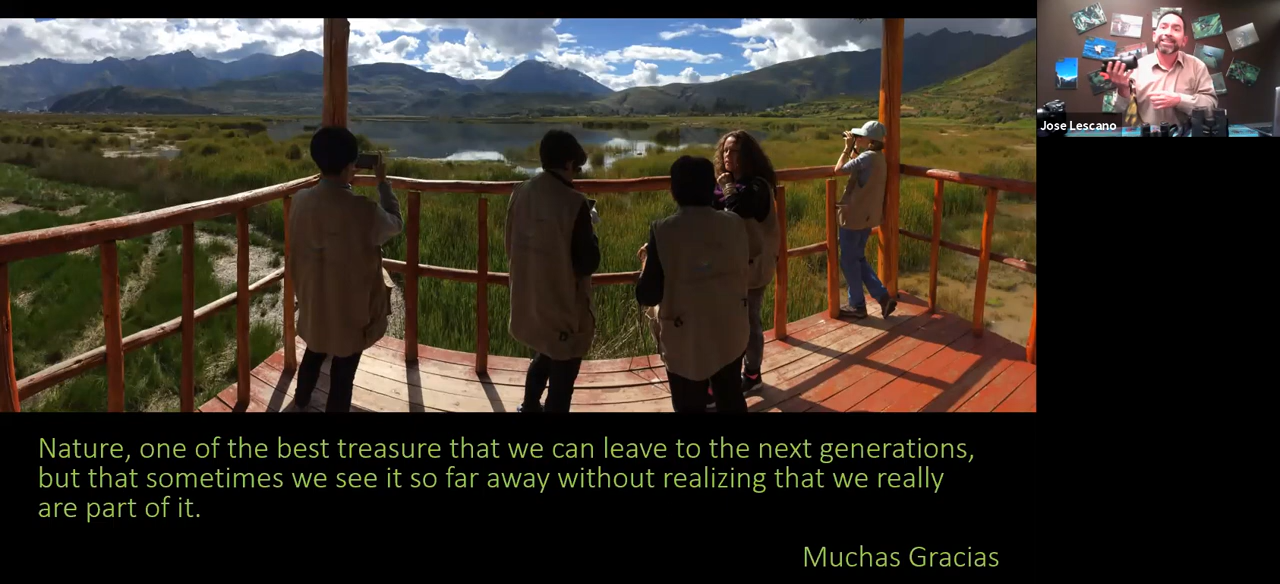 Jose Lescano
Nature, one of the best treasure that we can leave to the next generations,
but that sometimes we see it so far away without realizing that we really
are part of it.
Muchas Gracias